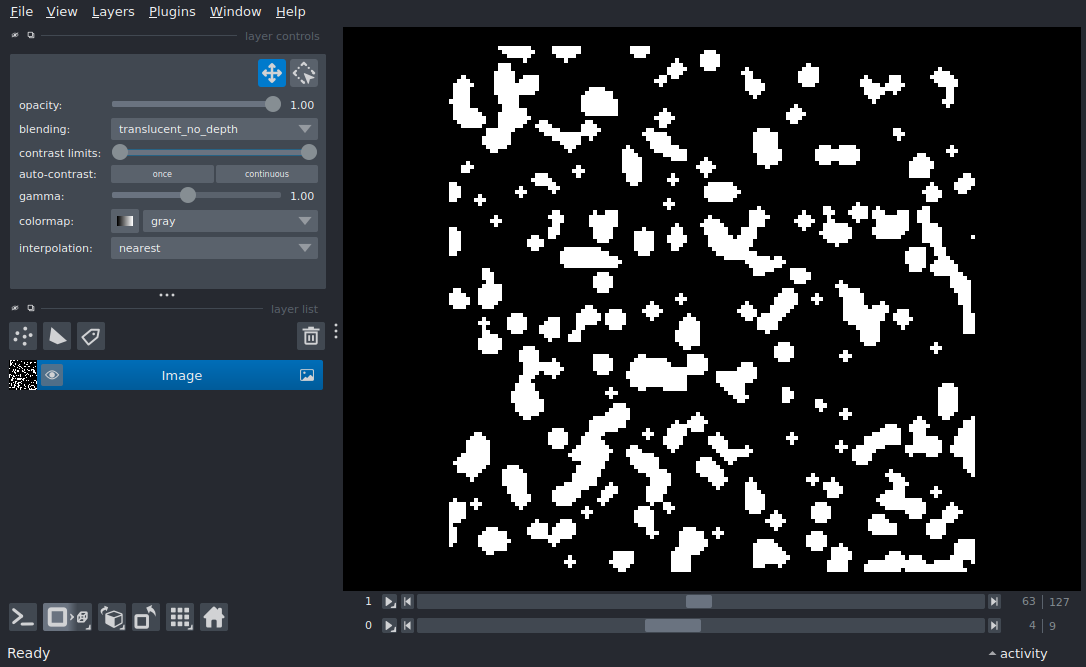 File View Layers Plugins Window Help
layer controls
opacity: 1.00
blending: translucent_no_depth
contrast limits:
auto-contrast: once continuous
gamma: 1.00
colormap: gray
interpolation: nearest
layer list
Image
1 63 127
0 4 9
Ready activity